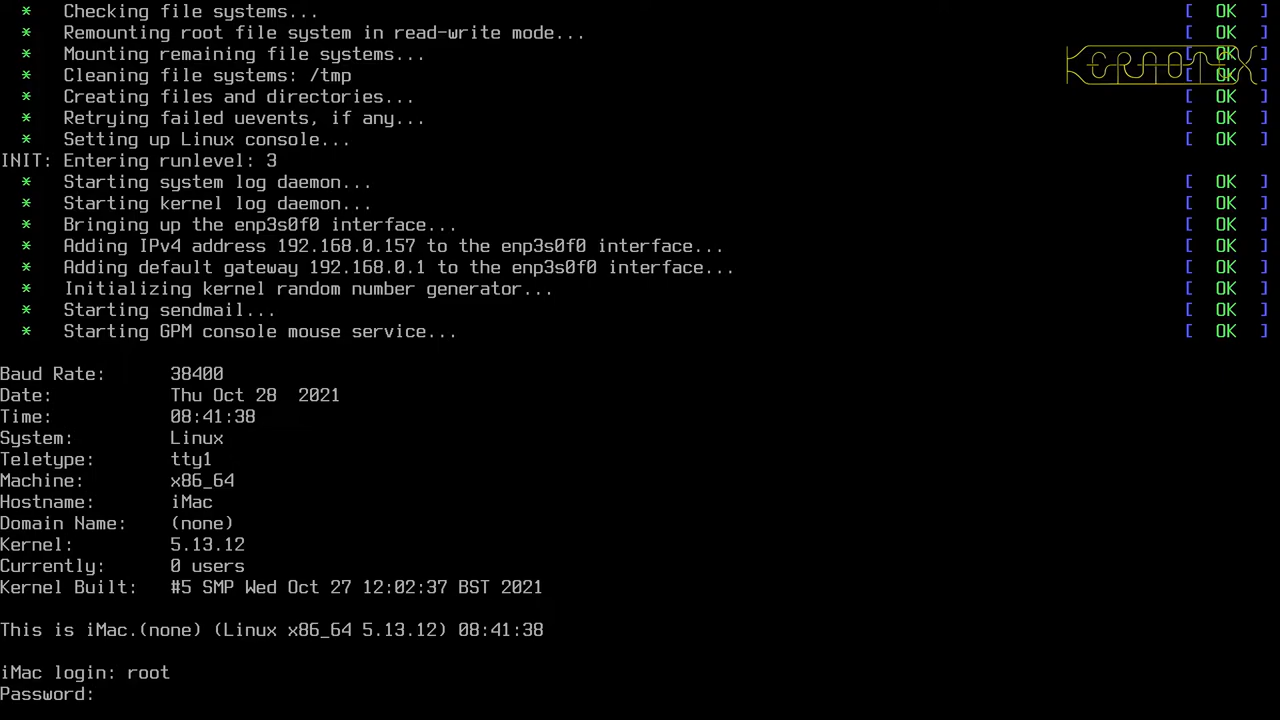 *   Checking file systems...   [  OK  ]
*   Remounting root file system in read-write mode...   [  OK  ]
*   Mounting remaining file systems...   [  OK  ]
*   Cleaning file systems: /tmp   [  OK  ]
*   Creating files and directories...   [  OK  ]
*   Retrying failed uevents, if any...   [  OK  ]
*   Setting up Linux console...   [  OK  ]
INIT: Entering runlevel: 3
*   Starting system log daemon...   [  OK  ]
*   Starting kernel log daemon...   [  OK  ]
*   Bringing up the enp3s0f0 interface...   [  OK  ]
*   Adding IPv4 address 192.168.0.157 to the enp3s0f0 interface...   [  OK  ]
*   Adding default gateway 192.168.0.1 to the enp3s0f0 interface...   [  OK  ]
*   Initializing kernel random number generator...   [  OK  ]
*   Starting sendmail...   [  OK  ]
*   Starting GPM console mouse service...   [  OK  ]
Baud Rate:      38400
Date:           Thu Oct 28  2021
Time:           08:41:38
System:         Linux
Teletype:       tty1
Machine:        x86_64
Hostname:       iMac
Domain Name:    (none)
Kernel:         5.13.12
Currently:      0 users
Kernel Built:   #5 SMP Wed Oct 27 12:02:37 BST 2021
This is iMac.(none) (Linux x86_64 5.13.12) 08:41:38
iMac login: root
Password: